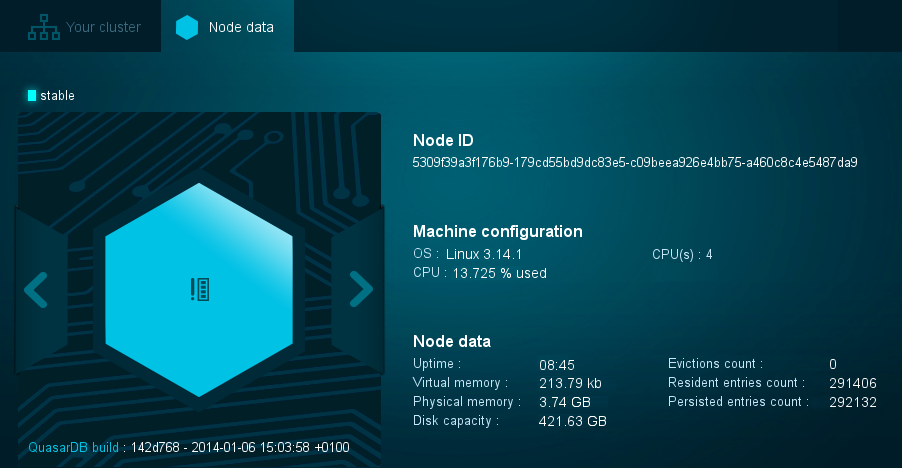 Your cluster
Node data
stable
Node ID
5309f39a3f176b9-179cd55bd9dc83e5-c09beea926e4bb75-a460c8c4e5487da9
Machine configuration
OS : Linux 3.14.1 CPU(s) : 4
CPU : 13.725 % used
Node data
Uptime : 08:45 Evictions count : 0
Virtual memory : 213.79 kb Resident entries count : 291406
Physical memory : 3.74 GB Persisted entries count : 292132
Disk capacity : 421.63 GB
QuasarDB build : 142d768 - 2014-01-06 15:03:58 +0100